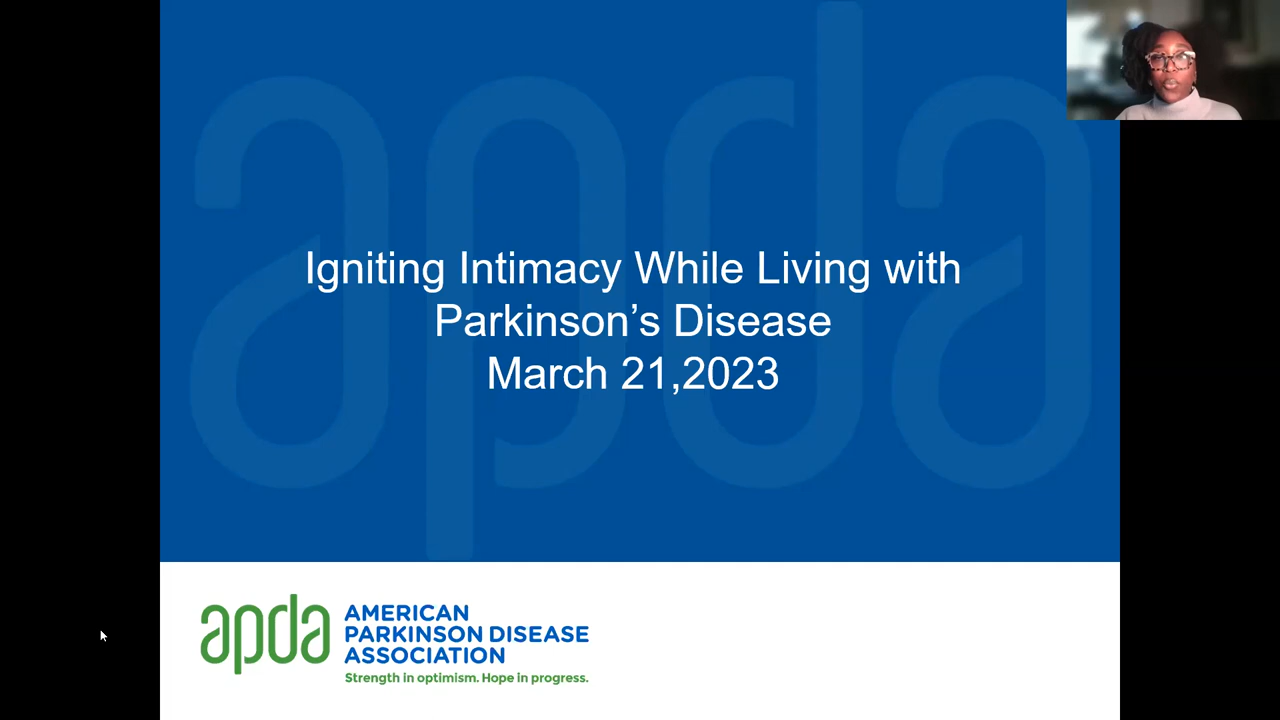 Igniting Intimacy While Living with
Parkinson’s Disease
March 21,2023
apda
AMERICAN
PARKINSON DISEASE
ASSOCIATION
Strength in optimism. Hope in progress.